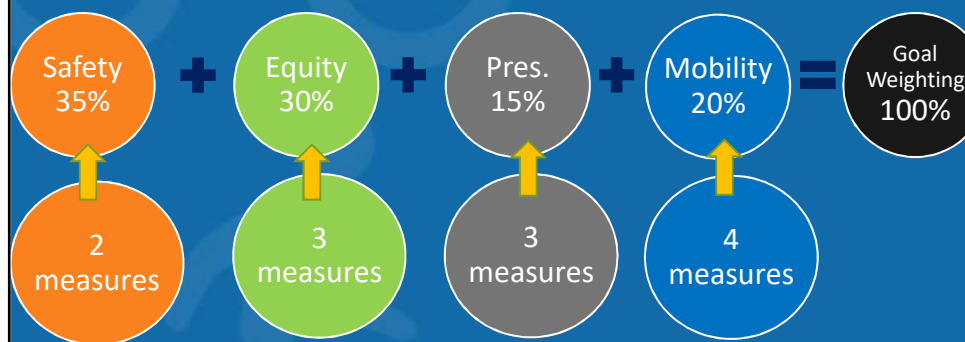 Safety
35%
+
Equity
30%
+
Pres.
15%
+
Mobility
20%
=
Goal
Weighting
100%
2
measures
3
measures
3
measures
4
measures